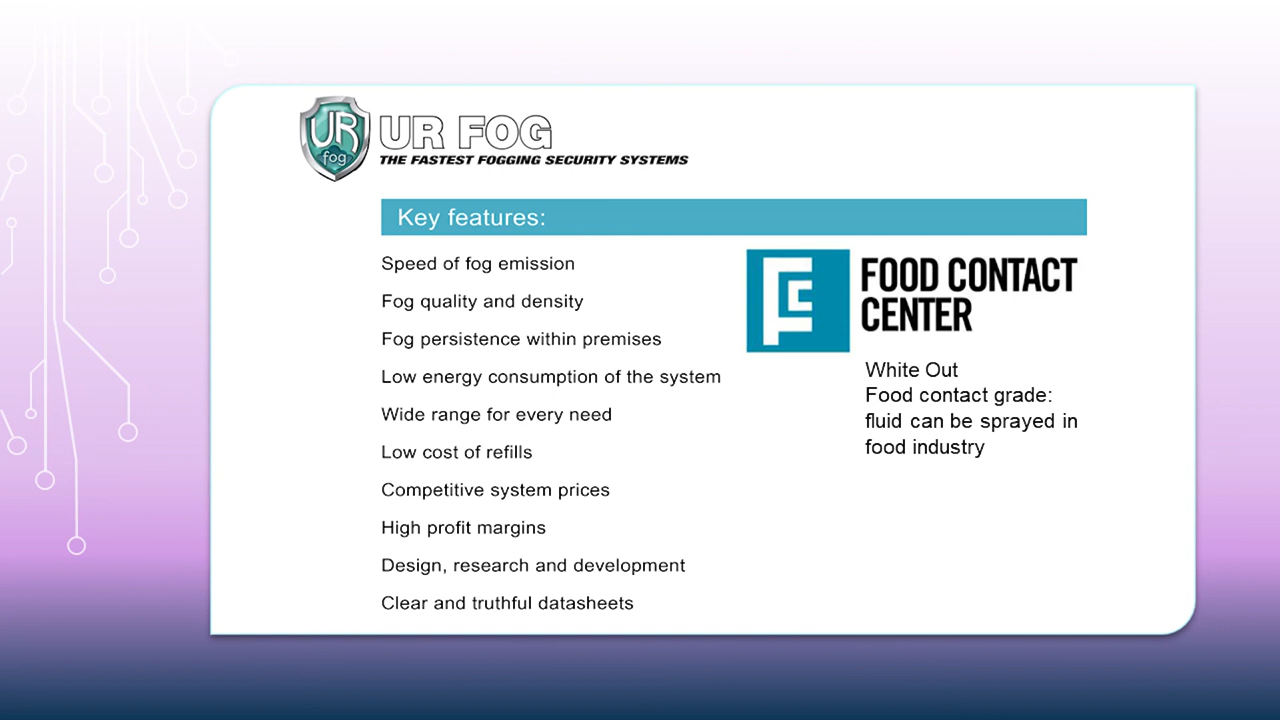 UR fog
UR FOG
THE FASTEST FOGGING SECURITY SYSTEMS
Key features:
Speed of fog emission
Fog quality and density
Fog persistence within premises
Low energy consumption of the system
Wide range for every need
Low cost of refills
Competitive system prices
High profit margins
Design, research and development
Clear and truthful datasheets
FCC
FOOD CONTACT
CENTER
White Out
Food contact grade:
fluid can be sprayed in
food industry